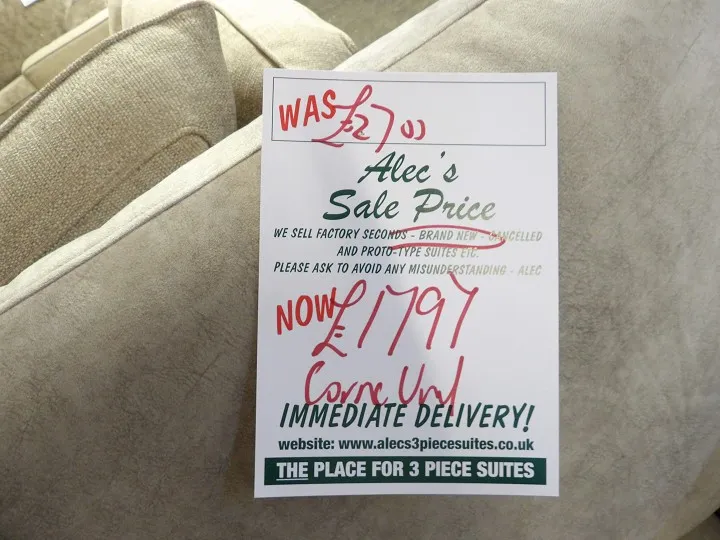 WAS £2700
Alec's
Sale Price
WE SELL FACTORY SECONDS - BRAND NEW - CANCELLED
AND PROTO-TYPE SUITES ETC.
PLEASE ASK TO AVOID ANY MISUNDERSTANDING - ALEC
NOW £1797
Corne Unit
IMMEDIATE DELIVERY!
website: www.alecs3piecesuites.co.uk
THE PLACE FOR 3 PIECE SUITES